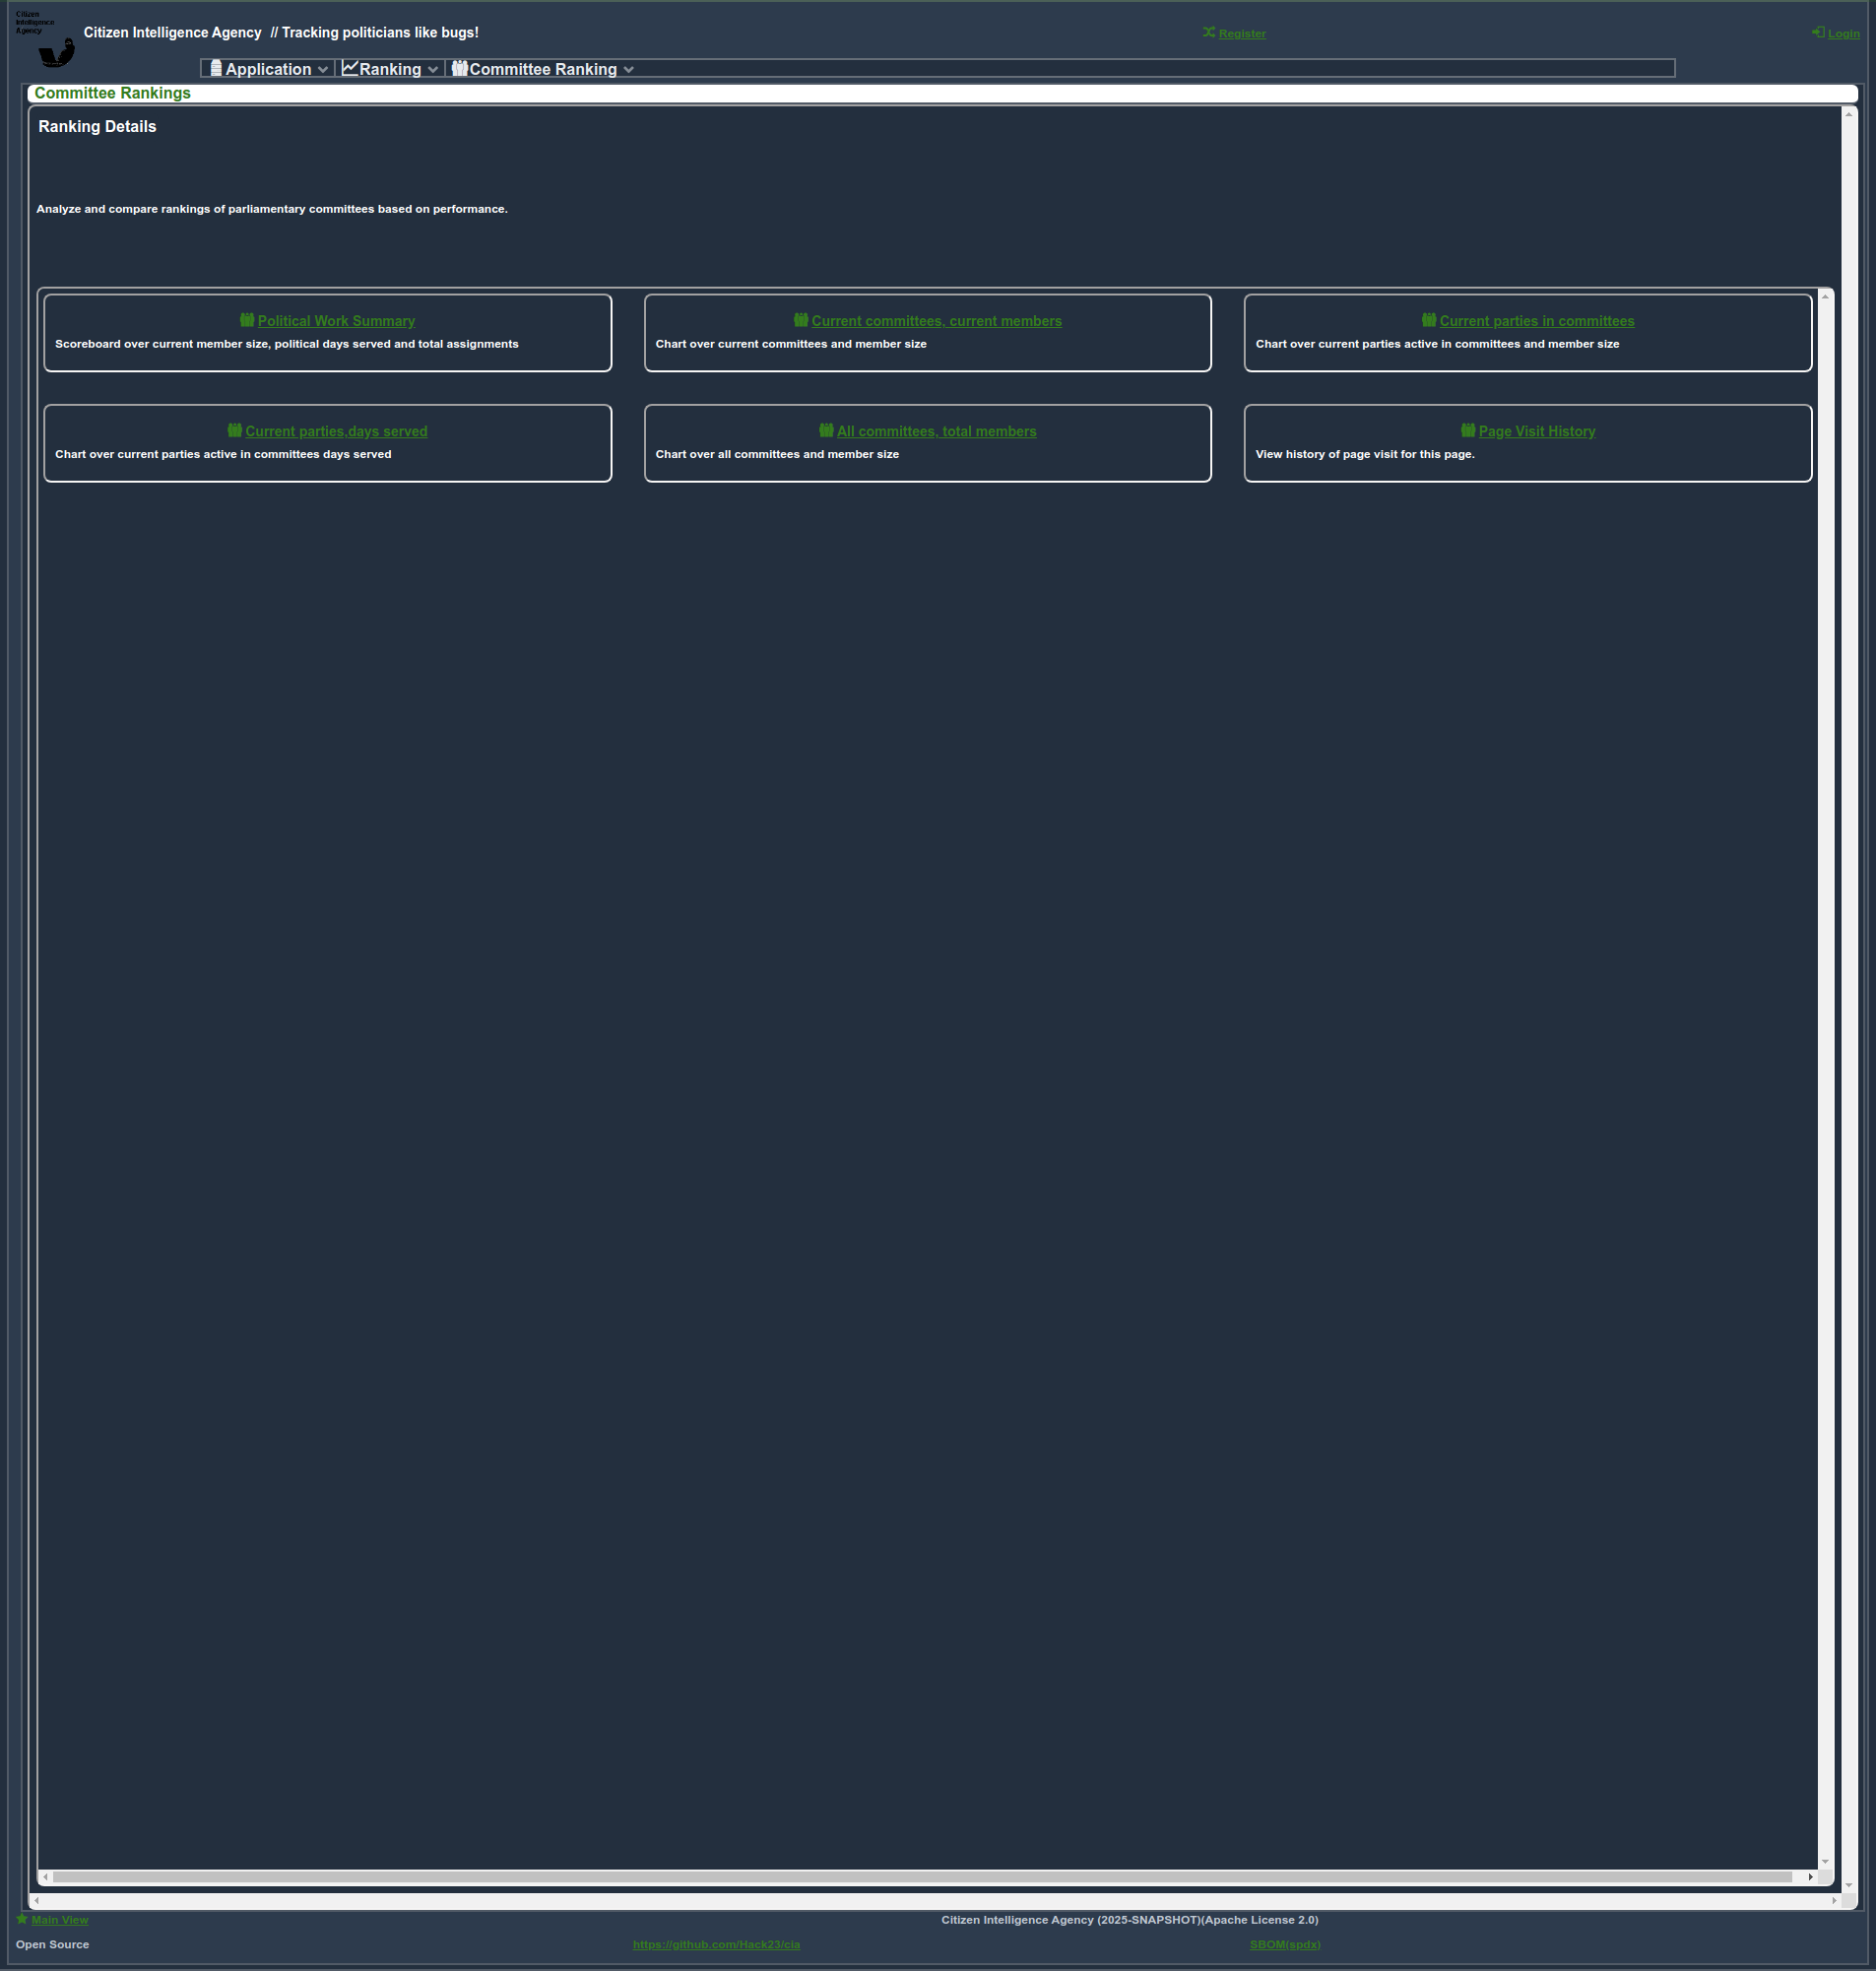 Citizen
Intelligence
Agency
Citizen Intelligence Agency // Tracking politicians like bugs!
Register
Login
Application
Ranking
Committee Ranking
Committee Rankings
Ranking Details
Analyze and compare rankings of parliamentary committees based on performance.
Political Work Summary
Scoreboard over current member size, political days served and total assignments
Current committees, current members
Chart over current committees and member size
Current parties in committees
Chart over current parties active in committees and member size
Current parties,days served
Chart over current parties active in committees days served
All committees, total members
Chart over all committees and member size
Page Visit History
View history of page visit for this page.
Main View
Citizen Intelligence Agency (2025-SNAPSHOT)(Apache License 2.0)
Open Source
https://github.com/Hack23/cia
SBOM(spdx)